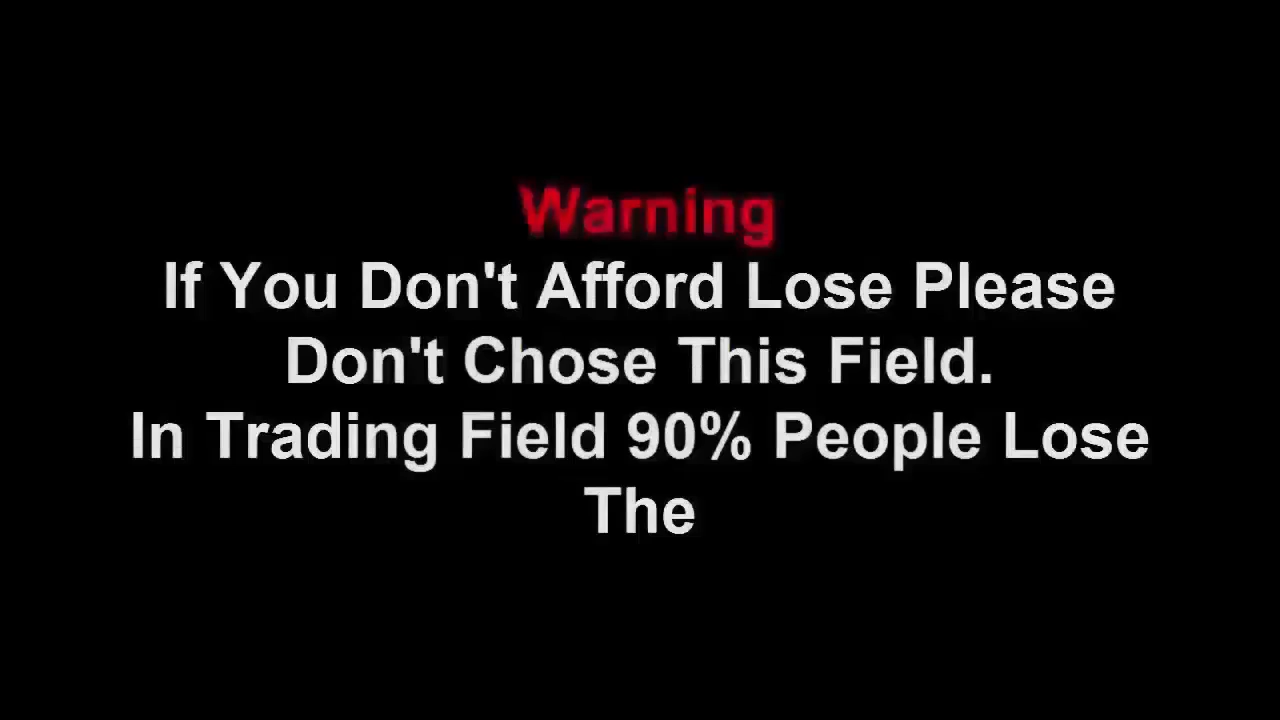 Warning
If You Don't Afford Lose Please
Don't Chose This Field.
In Trading Field 90% People Lose
The